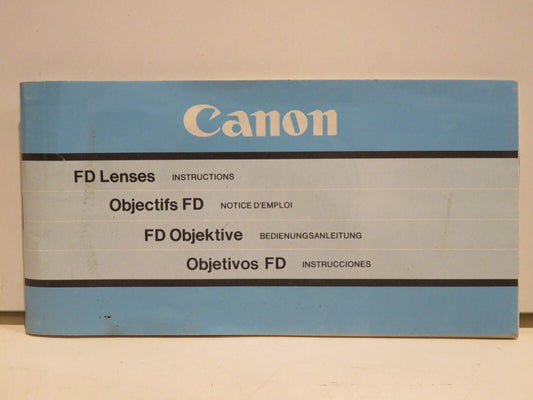 Canon
FD Lenses INSTRUCTIONS
Objectifs FD NOTICE D'EMPLOI
FD Objektive BEDIENUNGSANLEITUNG
Objetivos FD INSTRUCCIONES